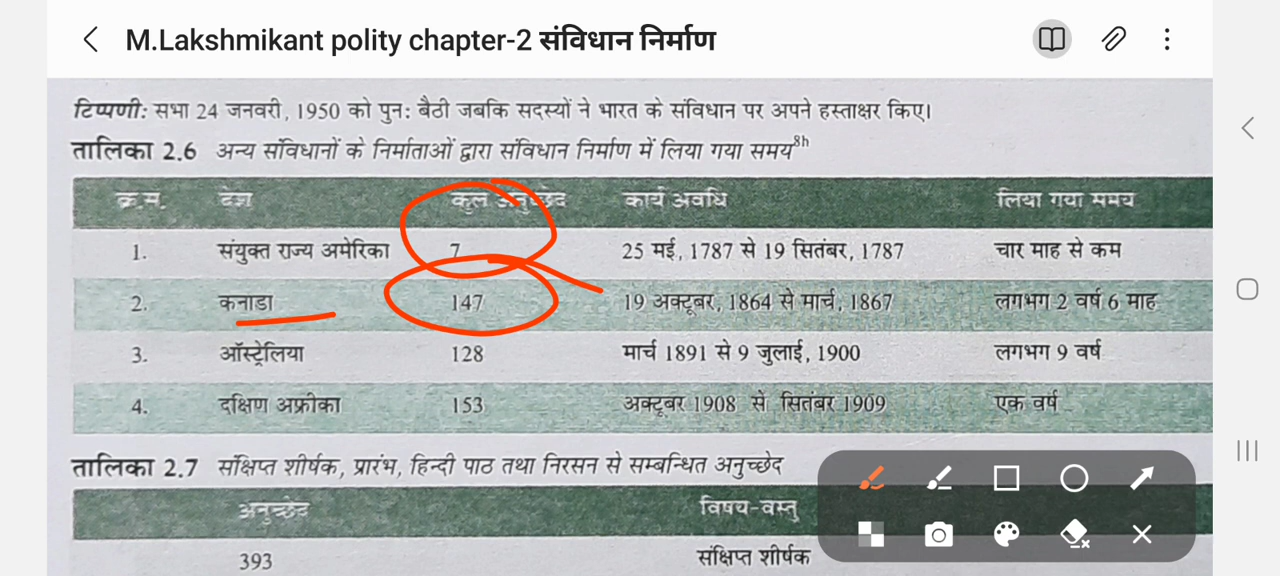 M.Lakshmikant polity chapter-2 संविधान निर्माण
टिप्पणी: सभा 24 जनवरी, 1950 को पुन: बैठी जबकि सदस्यों ने भारत के संविधान पर अपने हस्ताक्षर किए।
तालिका 2.6 अन्य संविधानों के निर्माताओं द्वारा संविधान निर्माण में लिया गया समय8h
क्र.स. देश कुल अनुच्छेद कार्य अवधि लिया गया समय
1. संयुक्त राज्य अमेरिका 7 25 मई, 1787 से 19 सितंबर, 1787 चार माह से कम
2. कनाडा 147 19 अक्टूबर, 1864 से मार्च, 1867 लगभग 2 वर्ष 6 माह
3. ऑस्ट्रेलिया 128 मार्च 1891 से 9 जुलाई, 1900 लगभग 9 वर्ष
4. दक्षिण अफ्रीका 153 अक्टूबर 1908 से सितंबर 1909 एक वर्ष
तालिका 2.7 संक्षिप्त शीर्षक, प्रारंभ, हिन्दी पाठ तथा निरसन से सम्बन्धित अनुच्छेद
अनुच्छेद विषय-वस्तु
393 संक्षिप्त शीर्षक